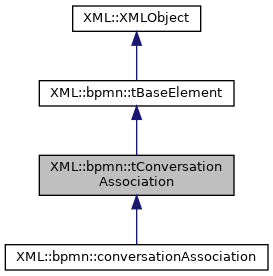 XML::XMLObject
XML::bpmn::tBaseElement
XML::bpmn::tConversation
Association
XML::bpmn::conversationAssociation